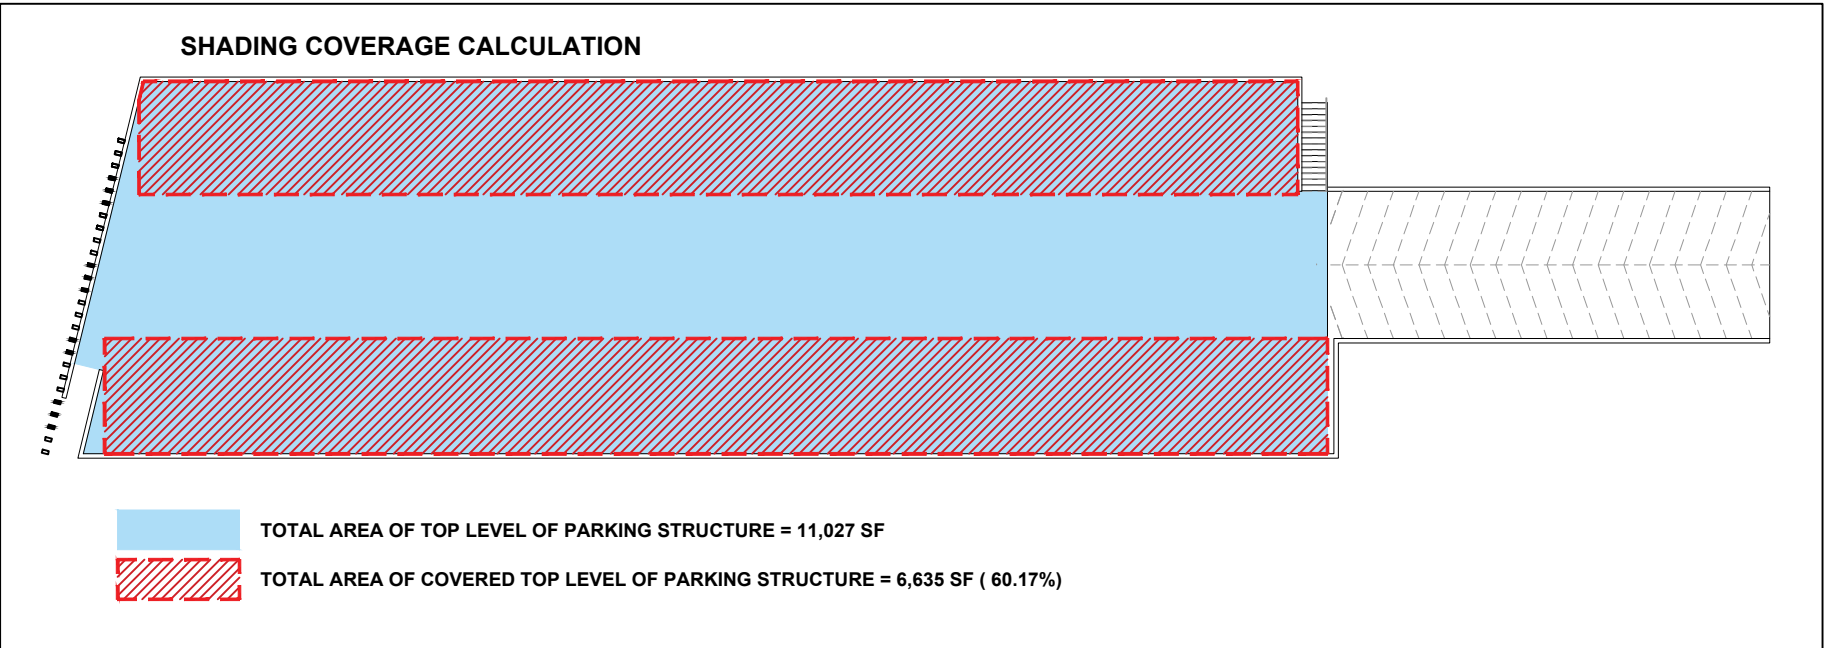 SHADING COVERAGE CALCULATION
TOTAL AREA OF TOP LEVEL OF PARKING STRUCTURE = 11,027 SF
TOTAL AREA OF COVERED TOP LEVEL OF PARKING STRUCTURE = 6,635 SF ( 60.17%)